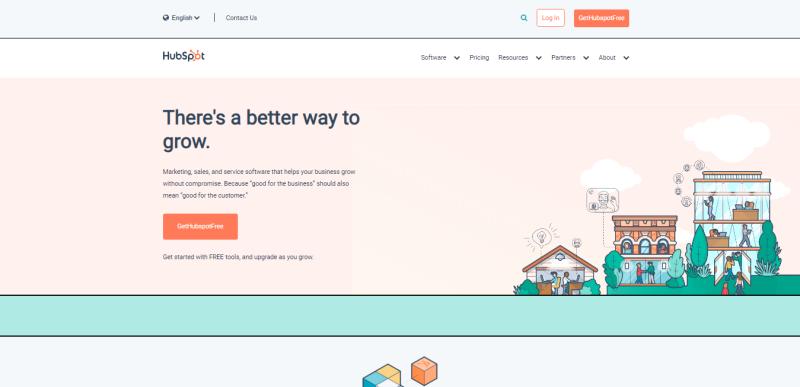 English
Contact Us
Log in
GetHubspotFree
HubSpot
Software
Pricing
Resources
Partners
About
There's a better way to
grow.
Marketing, sales, and service software that helps your business grow
without compromise. Because “good for the business” should also
mean “good for the customer.”
GetHubspotFree
Get started with FREE tools, and upgrade as you grow.